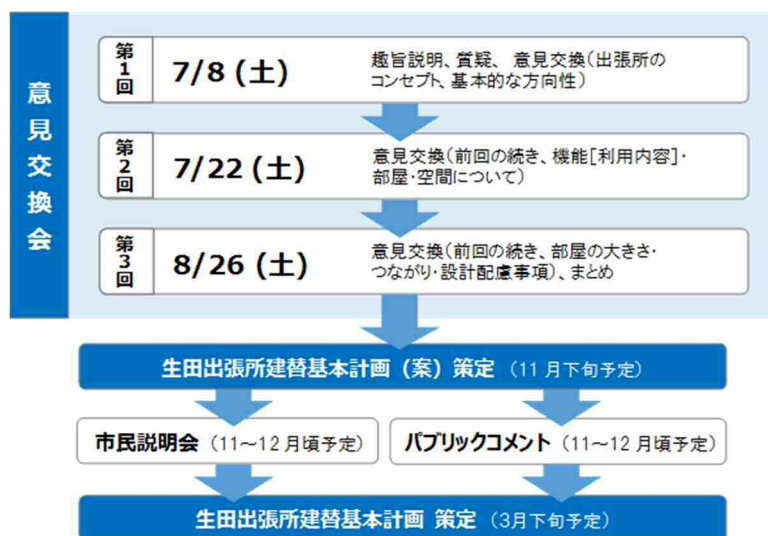 意見交換会
第1回
7/8 (土)
趣旨説明、質疑、 意見交換(出張所の
コンセプト、基本的な方向性)
第2回
7/22 (土)
意見交換(前回の続き、機能[利用内容]・
部屋・空間について)
第3回
8/26 (土)
意見交換(前回の続き、部屋の大きさ・
つながり・設計配慮事項)、まとめ
生田出張所建替基本計画 (案) 策定 (11月下旬予定)
市民説明会 (11～12月頃予定)
パブリックコメント (11～12月頃予定)
生田出張所建替基本計画 策定 (3月下旬予定)